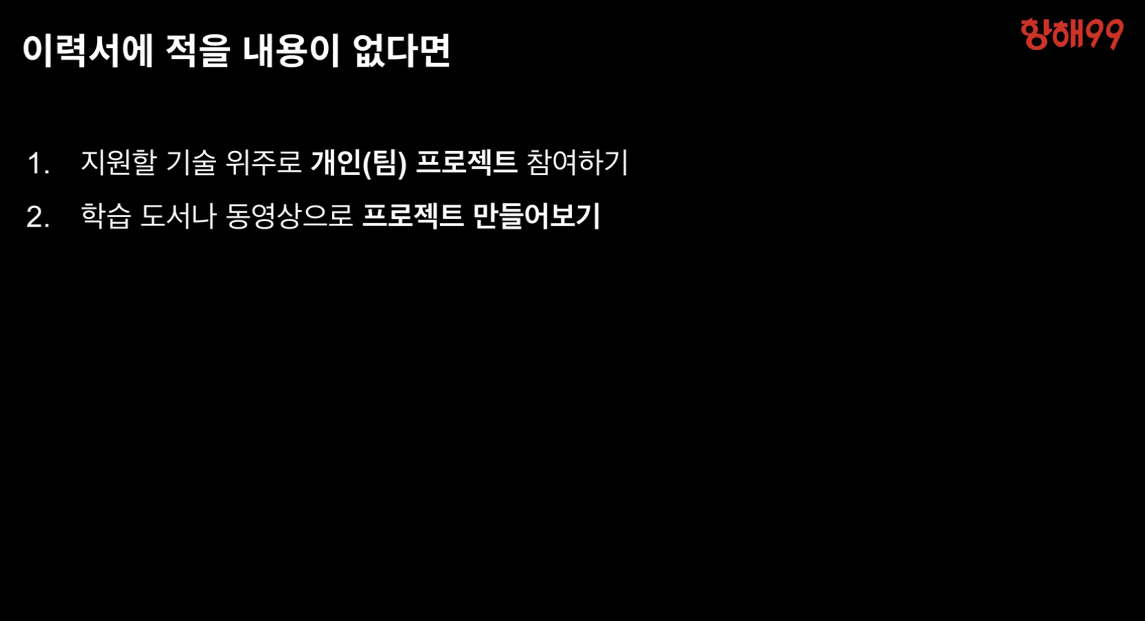 이력서에 적을 내용이 없다면
항해99
1. 지원할 기술 위주로 개인(팀) 프로젝트 참여하기
2. 학습 도서나 동영상으로 프로젝트 만들어보기